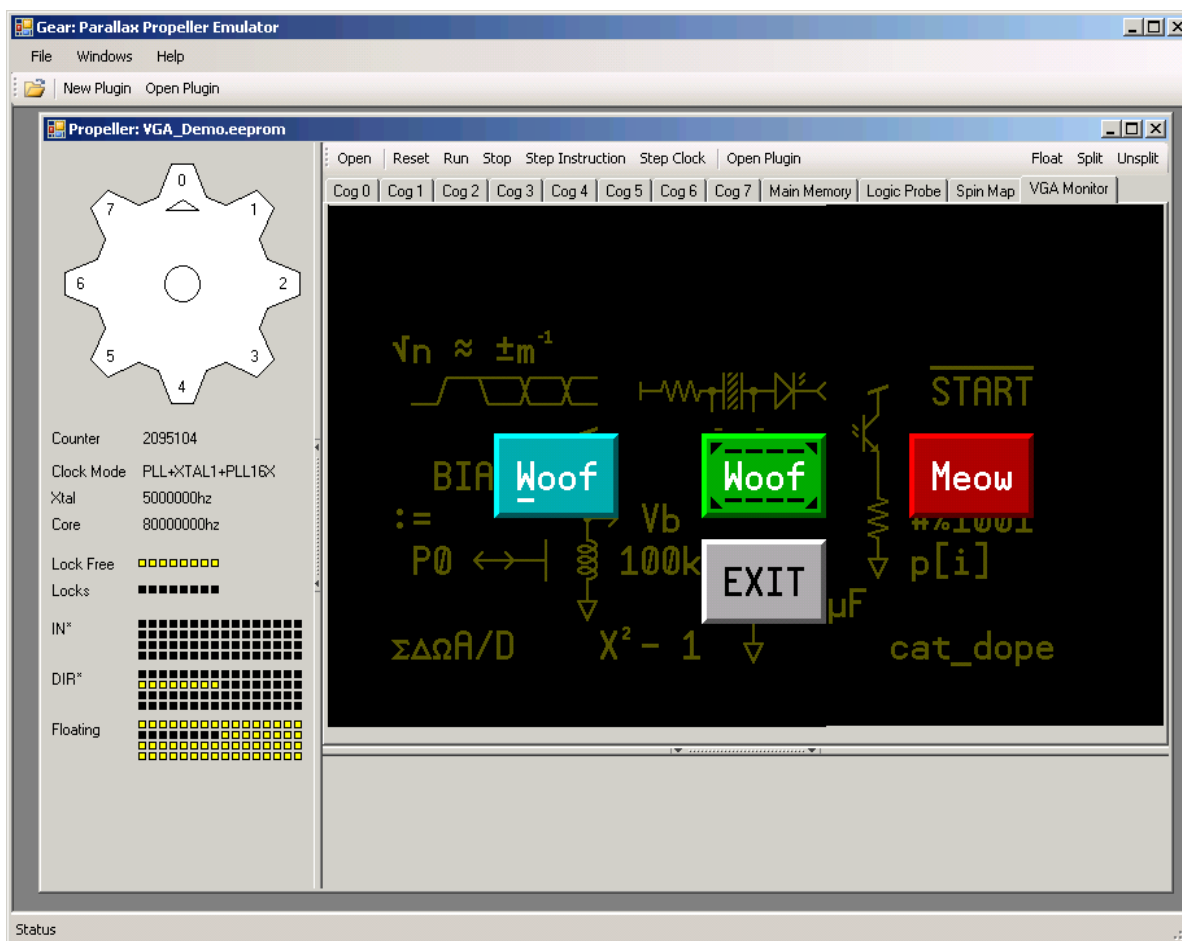 Gear: Parallax Propeller Emulator
File Windows Help
New Plugin Open Plugin
Propeller: VGA_Demo.eeprom
Open Reset Run Stop Step Instruction Step Clock Open Plugin Float Split Unsplit
Cog 0 Cog 1 Cog 2 Cog 3 Cog 4 Cog 5 Cog 6 Cog 7 Main Memory Logic Probe Spin Map VGA Monitor
0
7 1
6 2
5 3
4
Counter 2095104
Clock Mode PLL+XTAL1+PLL16X
Xtal 5000000hz
Core 80000000hz
Lock Free
Locks
IN*
DIR*
Floating
√n ≈ ±m⁻¹
START
BIA Woof Woof Meow
:= Vb #%1001
P0 ↔ 100k EXIT p[i]
µF
ΣΔΩA/D X² - 1 cat_dope
Status